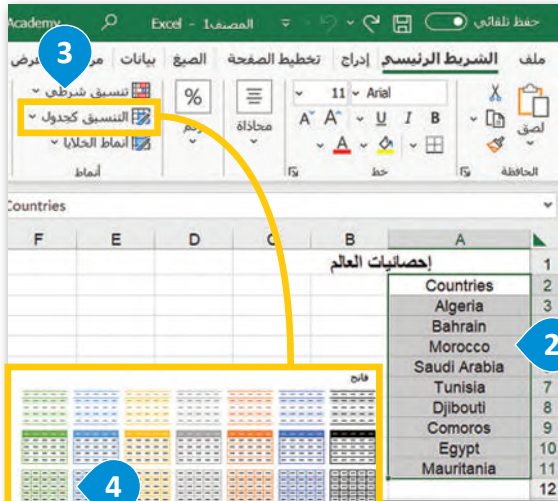 حفظ تلقائي المصنف1 - Excel Academy
ملف الشريط الرئيسي إدراج تخطيط الصفحة الصيغ بيانات
3
لصق
الحافظة
Arial 11
B I U A A
A
خط
محاذاة
%
رقم
تنسيق شرطي
التنسيق كجدول
أنماط الخلايا
أنماط
Countries
A B C D E F
1 إحصائيات العالم
2 Countries
3 Algeria
Bahrain
Morocco
2
Saudi Arabia
7 Tunisia
8 Djibouti
9 Comoros
10 Egypt
11 Mauritania
12
فاتح
4